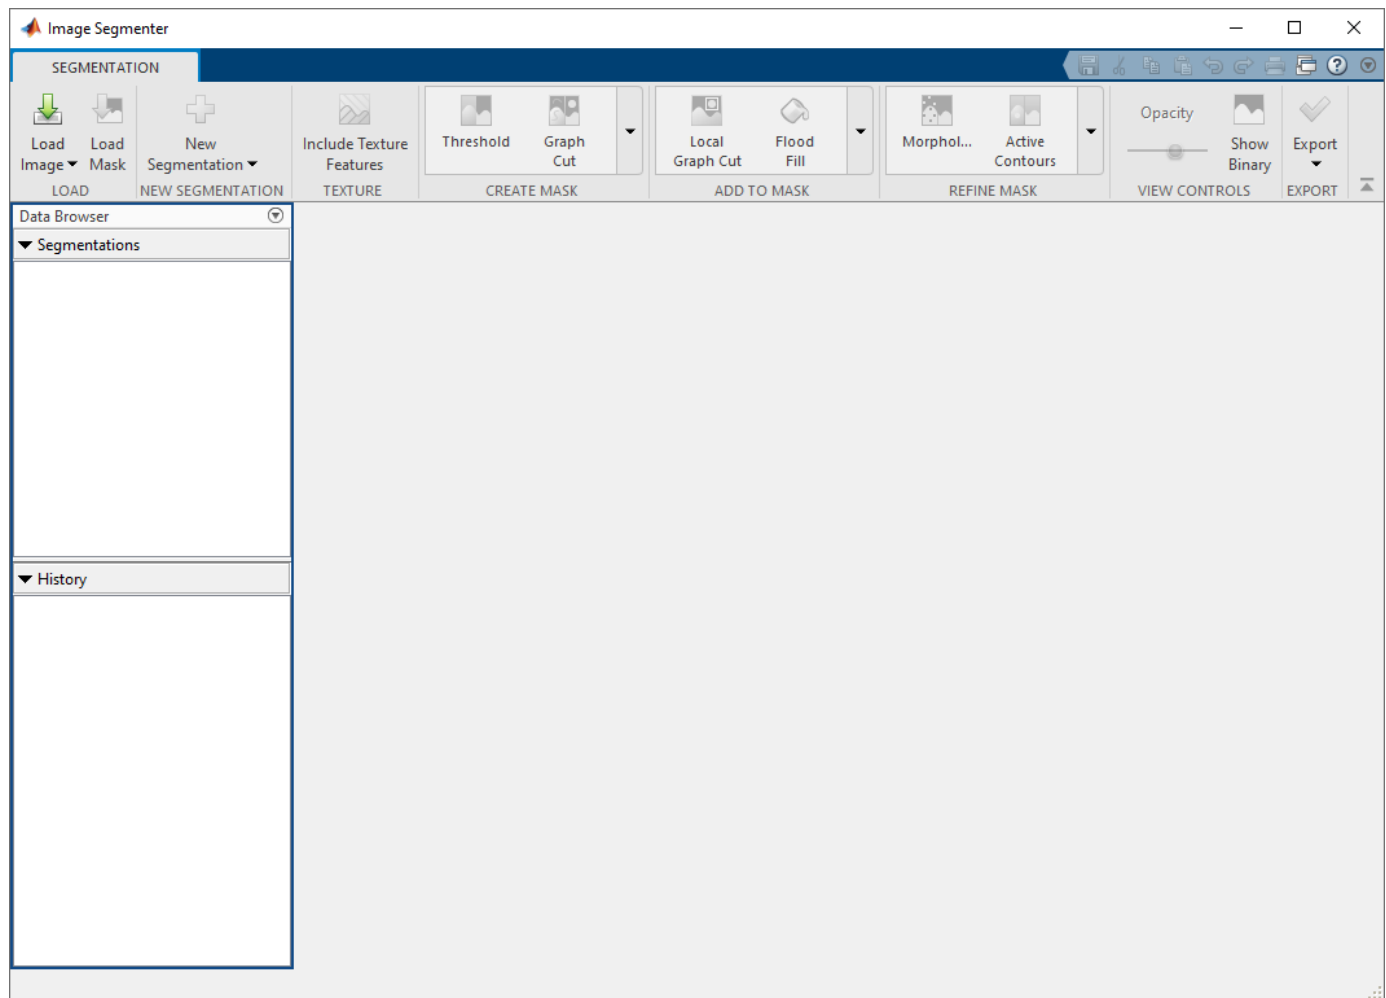 Image Segmenter
SEGMENTATION
Load Image
Load Mask
New Segmentation
Include Texture Features
Threshold
Graph Cut
Local Graph Cut
Flood Fill
Morphol...
Active Contours
Opacity
Show Binary
Export
LOAD
NEW SEGMENTATION
TEXTURE
CREATE MASK
ADD TO MASK
REFINE MASK
VIEW CONTROLS
EXPORT
Data Browser
Segmentations
History